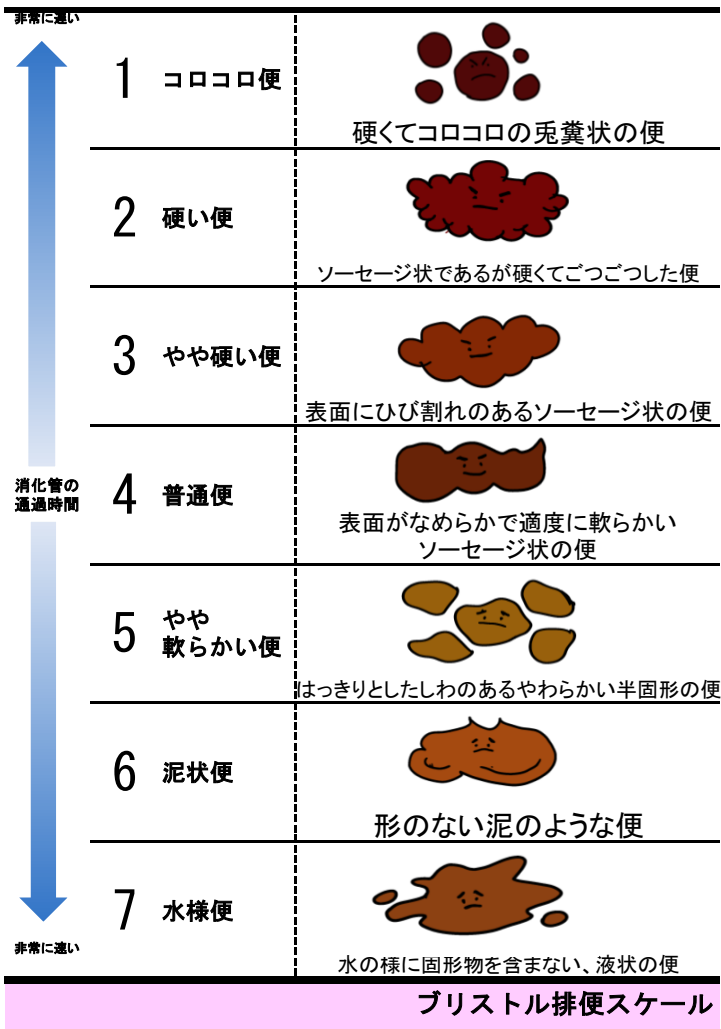 非常に遅い
1 コロコロ便
硬くてコロコロの兎糞状の便
2 硬い便
ソーセージ状であるが硬くてごつごつした便
3 やや硬い便
表面にひび割れのあるソーセージ状の便
消化管の
通過時間
4 普通便
表面がなめらかで適度に軟らかい
ソーセージ状の便
5 やや
軟らかい便
はっきりとしたしわのあるやわらかい半固形の便
6 泥状便
形のない泥のような便
7 水様便
水の様に固形物を含まない、液状の便
非常に速い
ブリストル排便スケール